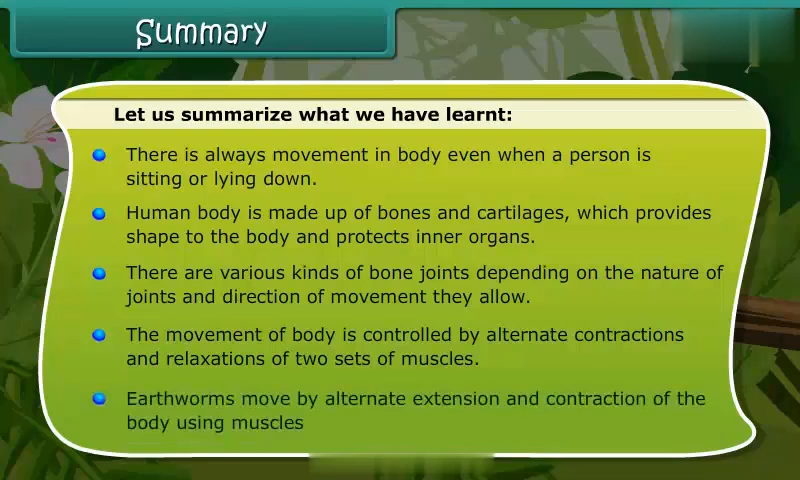 Summary
Let us summarize what we have learnt:
There is always movement in body even when a person is
sitting or lying down.
Human body is made up of bones and cartilages, which provides
shape to the body and protects inner organs.
There are various kinds of bone joints depending on the nature of
joints and direction of movement they allow.
The movement of body is controlled by alternate contractions
and relaxations of two sets of muscles.
Earthworms move by alternate extension and contraction of the
body using muscles